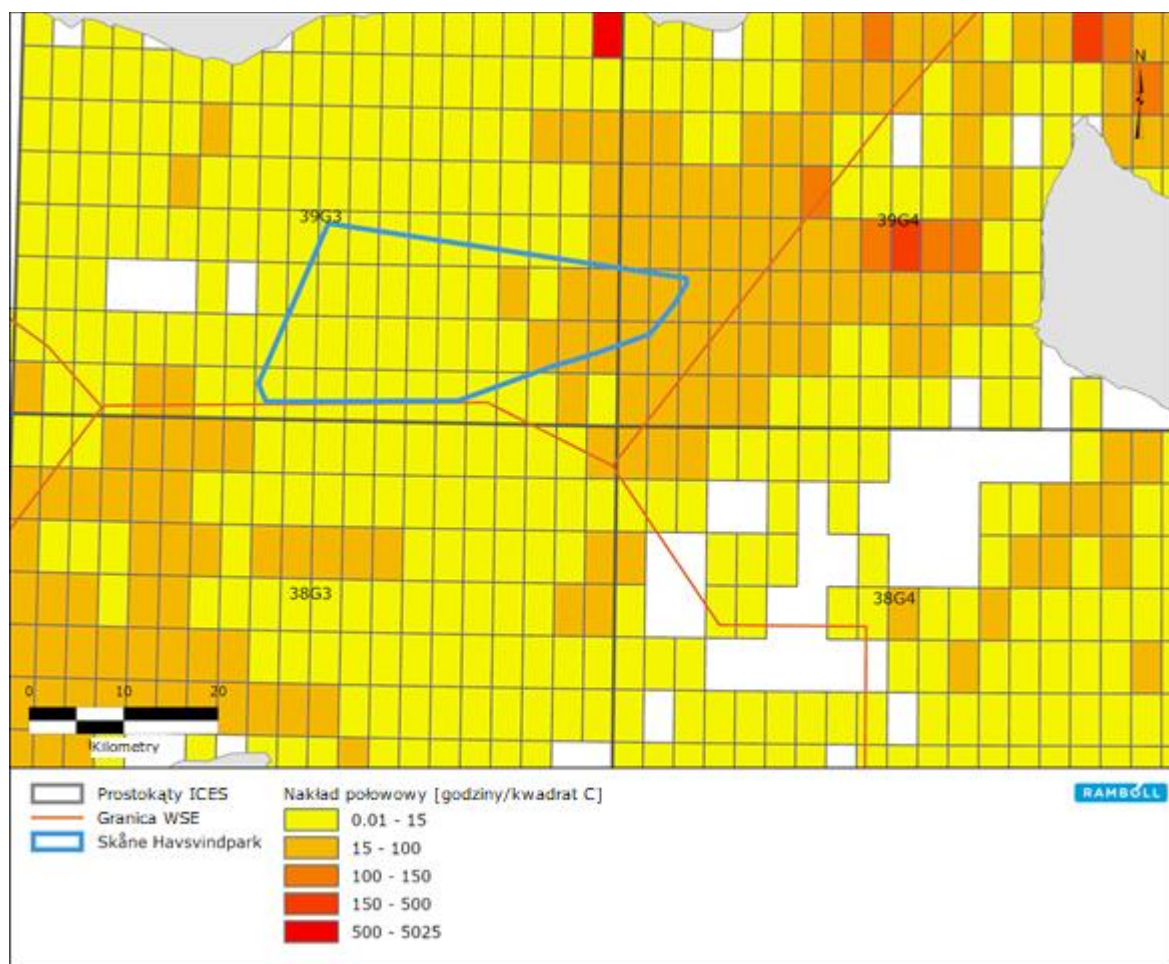 N
39G3
39G4
38G3
38G4
0 10 20
Kilometry
Prostokąty ICES
Granica WSE
Skåne Havsvindpark
Nakład połowowy [godziny/kwadrat C]
0.01 - 15
15 - 100
100 - 150
150 - 500
500 - 5025
RAMBOLL